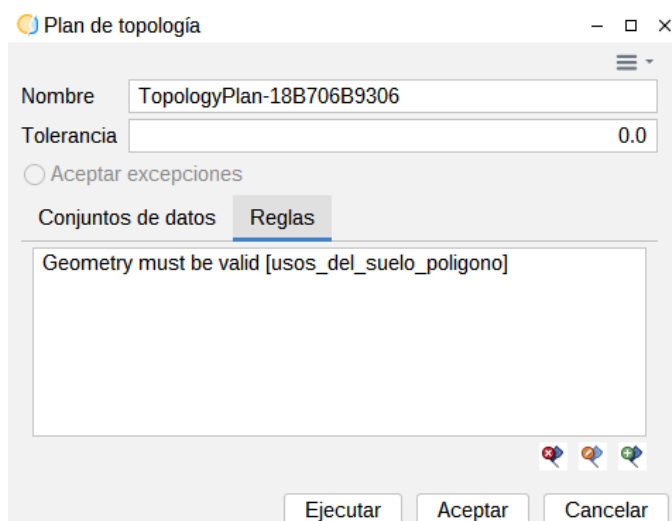 Plan de topología
Nombre TopologyPlan-18B706B9306
Tolerancia 0.0
Aceptar excepciones
Conjuntos de datos Reglas
Geometry must be valid [usos_del_suelo_poligono]
Ejecutar Aceptar Cancelar